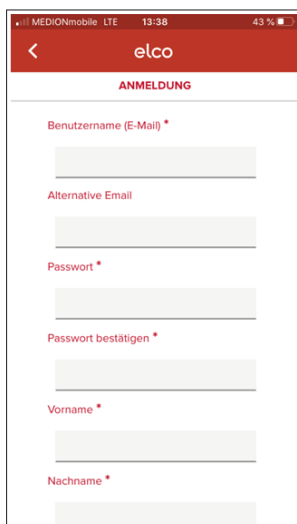 MEDIONmobile LTE 13:38 43 %
elco
ANMELDUNG
Benutzername (E-Mail) *
Alternative Email
Passwort *
Passwort bestätigen *
Vorname *
Nachname *